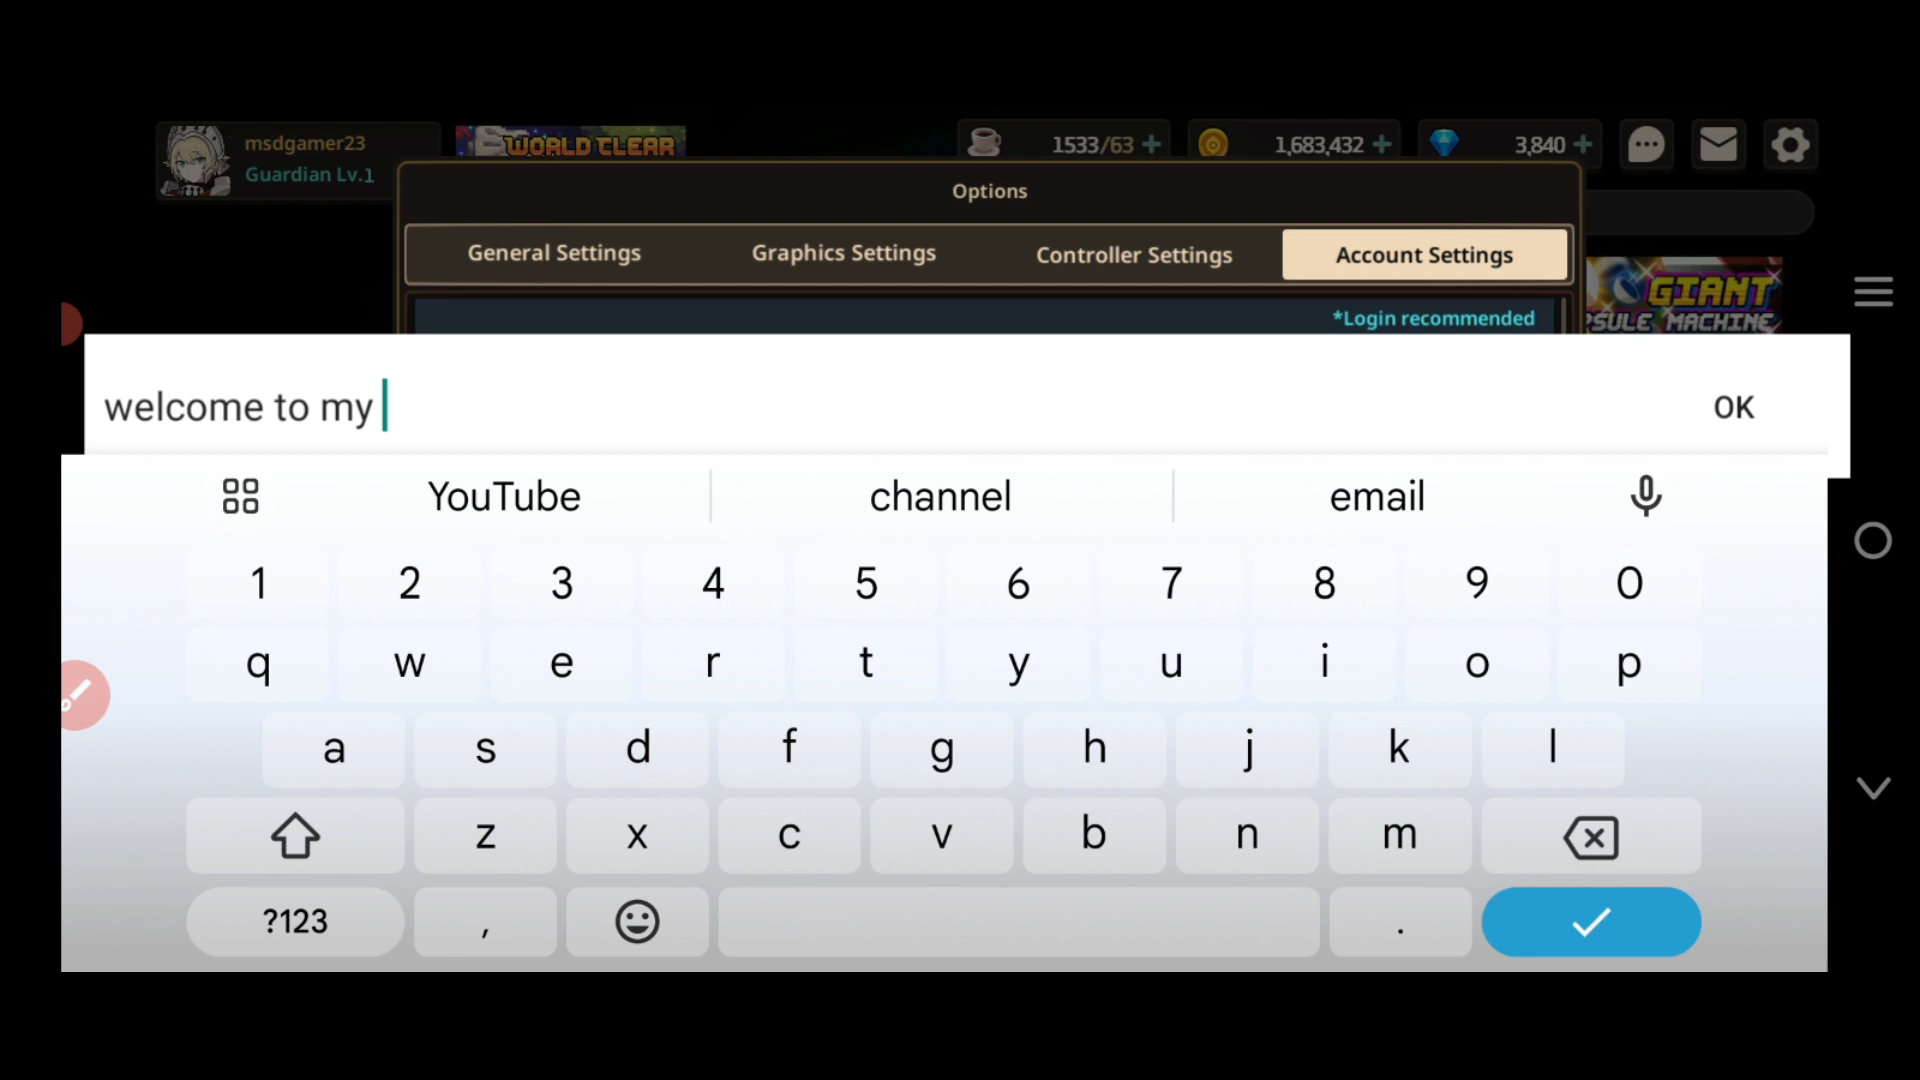 msdgamer23
Guardian Lv.1
WORLD CLEAR
1533/63
1,683,432
3,840
Options
General Settings
Graphics Settings
Controller Settings
Account Settings
*Login recommended
GIANT
PSULE MACHINE
welcome to my
OK
YouTube
channel
email
1 2 3 4 5 6 7 8 9 0
q w e r t y u i o p
a s d f g h j k l
z x c v b n m
?123 , .